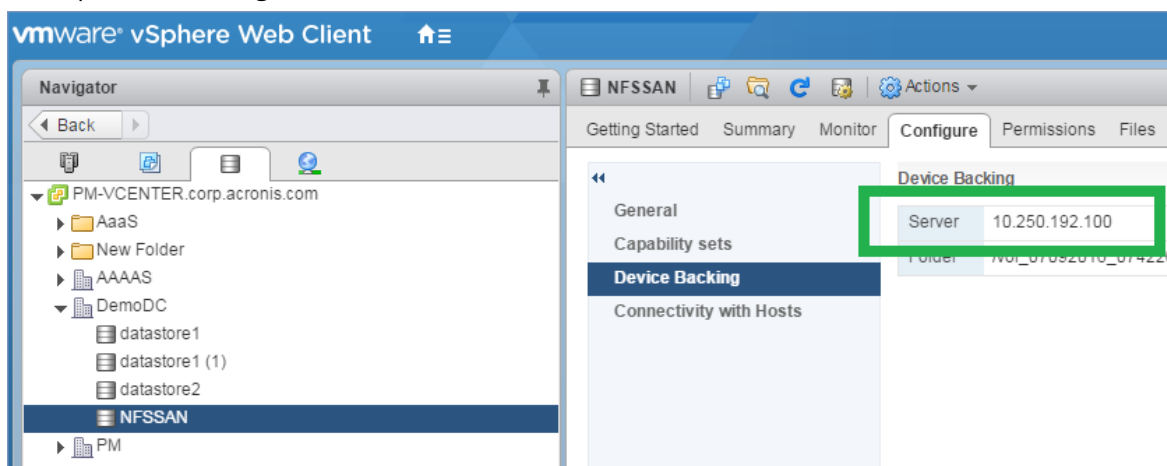 vmware® vSphere Web Client
Navigator
Back
PM-VCENTER.corp.acronis.com
AaaS
New Folder
AAAAS
DemoDC
datastore1
datastore1 (1)
datastore2
NFSSAN
PM
NFSSAN Actions
Getting Started Summary Monitor Configure Permissions Files
General
Capability sets
Device Backing
Connectivity with Hosts
Device Backing
Server 10.250.192.100
Folder